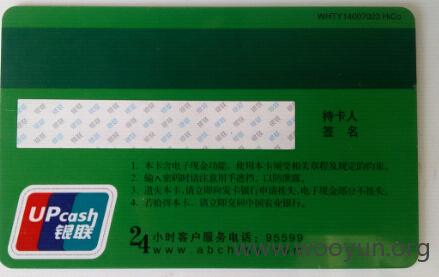 WHTY14007023 HiCo
持卡人
签 名
1. 本卡含电子现金功能，使用本卡须受相关章程及规定的约束。
2. 输入密码时请注意用手遮挡，以防泄露。
3. 遗失本卡，请立即向发卡银行申请挂失，电子现金部分不挂失。
4. 若拾得本卡，请立即交回中国农业银行。
UPcash
银联
24小时客户服务电话：95599
www.abch
www.wooyun.org